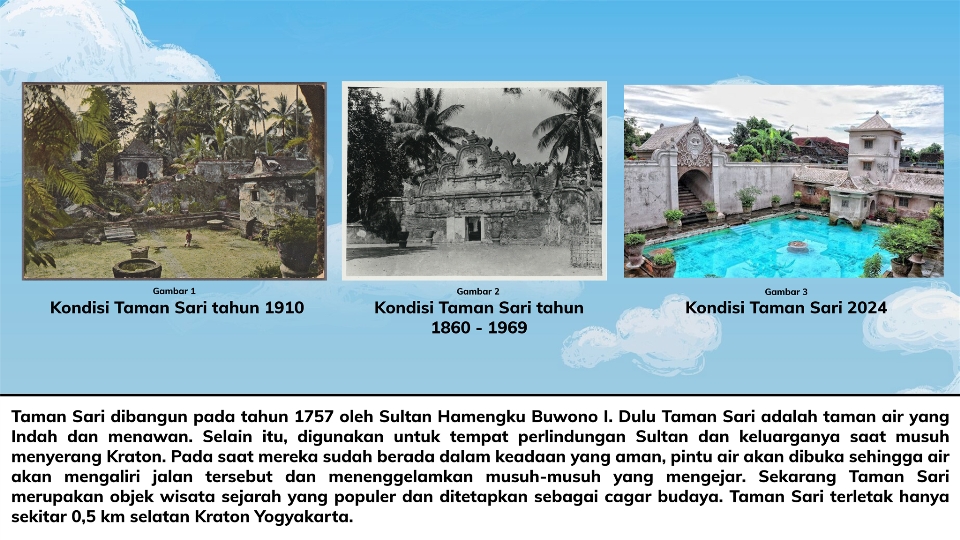 Gambar 1
Kondisi Taman Sari tahun 1910
Gambar 2
Kondisi Taman Sari tahun
1860 - 1969
Gambar 3
Kondisi Taman Sari 2024
Taman Sari dibangun pada tahun 1757 oleh Sultan Hamengku Buwono I. Dulu Taman Sari adalah taman air yang
Indah dan menawan. Selain itu, digunakan untuk tempat perlindungan Sultan dan keluarganya saat musuh
menyerang Kraton. Pada saat mereka sudah berada dalam keadaan yang aman, pintu air akan dibuka sehingga air
akan mengaliri jalan tersebut dan menenggelamkan musuh-musuh yang mengejar. Sekarang Taman Sari
merupakan objek wisata sejarah yang populer dan ditetapkan sebagai cagar budaya. Taman Sari terletak hanya
sekitar 0,5 km selatan Kraton Yogyakarta.